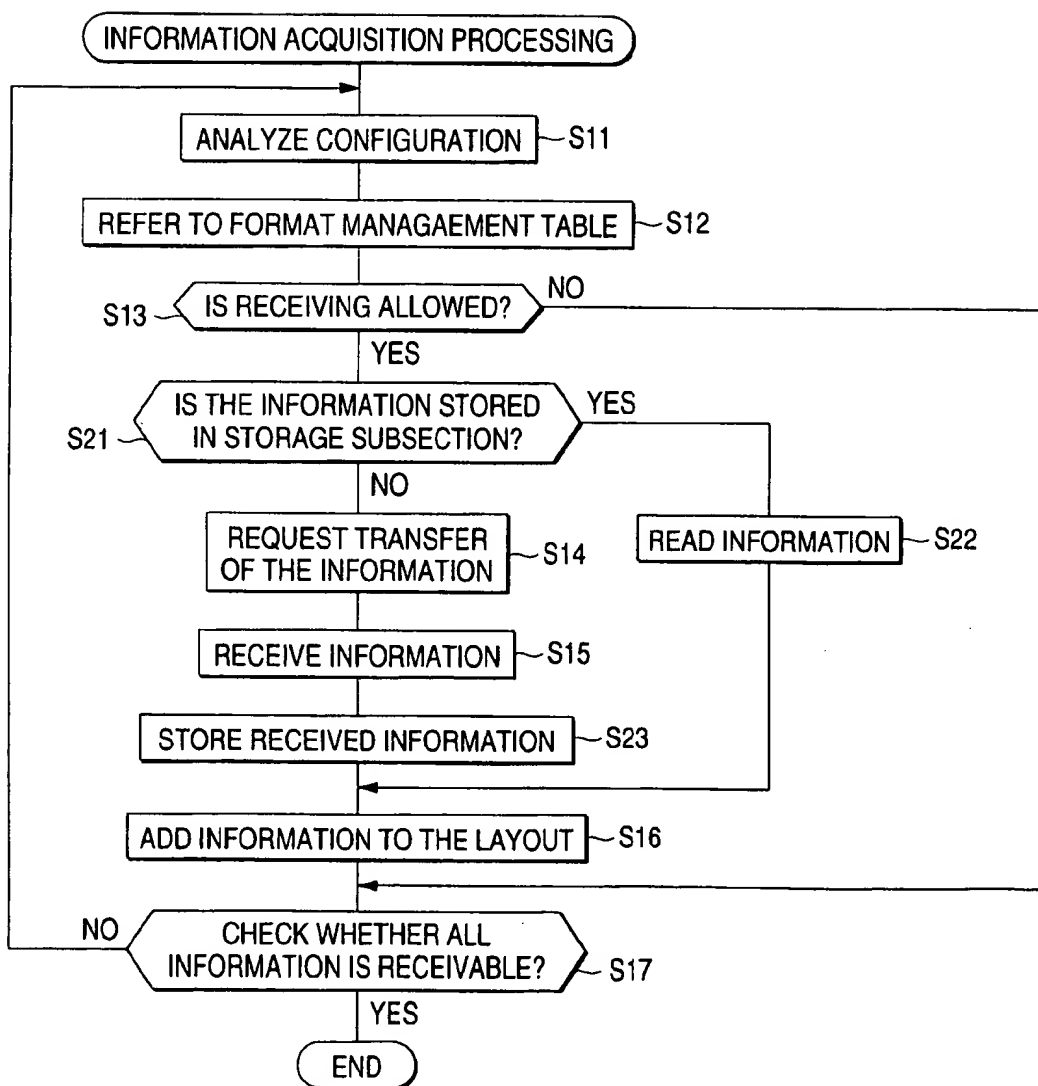 INFORMATION ACQUISITION PROCESSING
ANALYZE CONFIGURATION
S11
REFER TO FORMAT MANAGAEMENT TABLE
S12
IS RECEIVING ALLOWED?
NO
S13
YES
IS THE INFORMATION STORED
IN STORAGE SUBSECTION?
YES
S21
NO
REQUEST TRANSFER
OF THE INFORMATION
S14
READ INFORMATION
S22
RECEIVE INFORMATION
S15
STORE RECEIVED INFORMATION
S23
ADD INFORMATION TO THE LAYOUT
S16
NO
CHECK WHETHER ALL
INFORMATION IS RECEIVABLE?
S17
YES
END